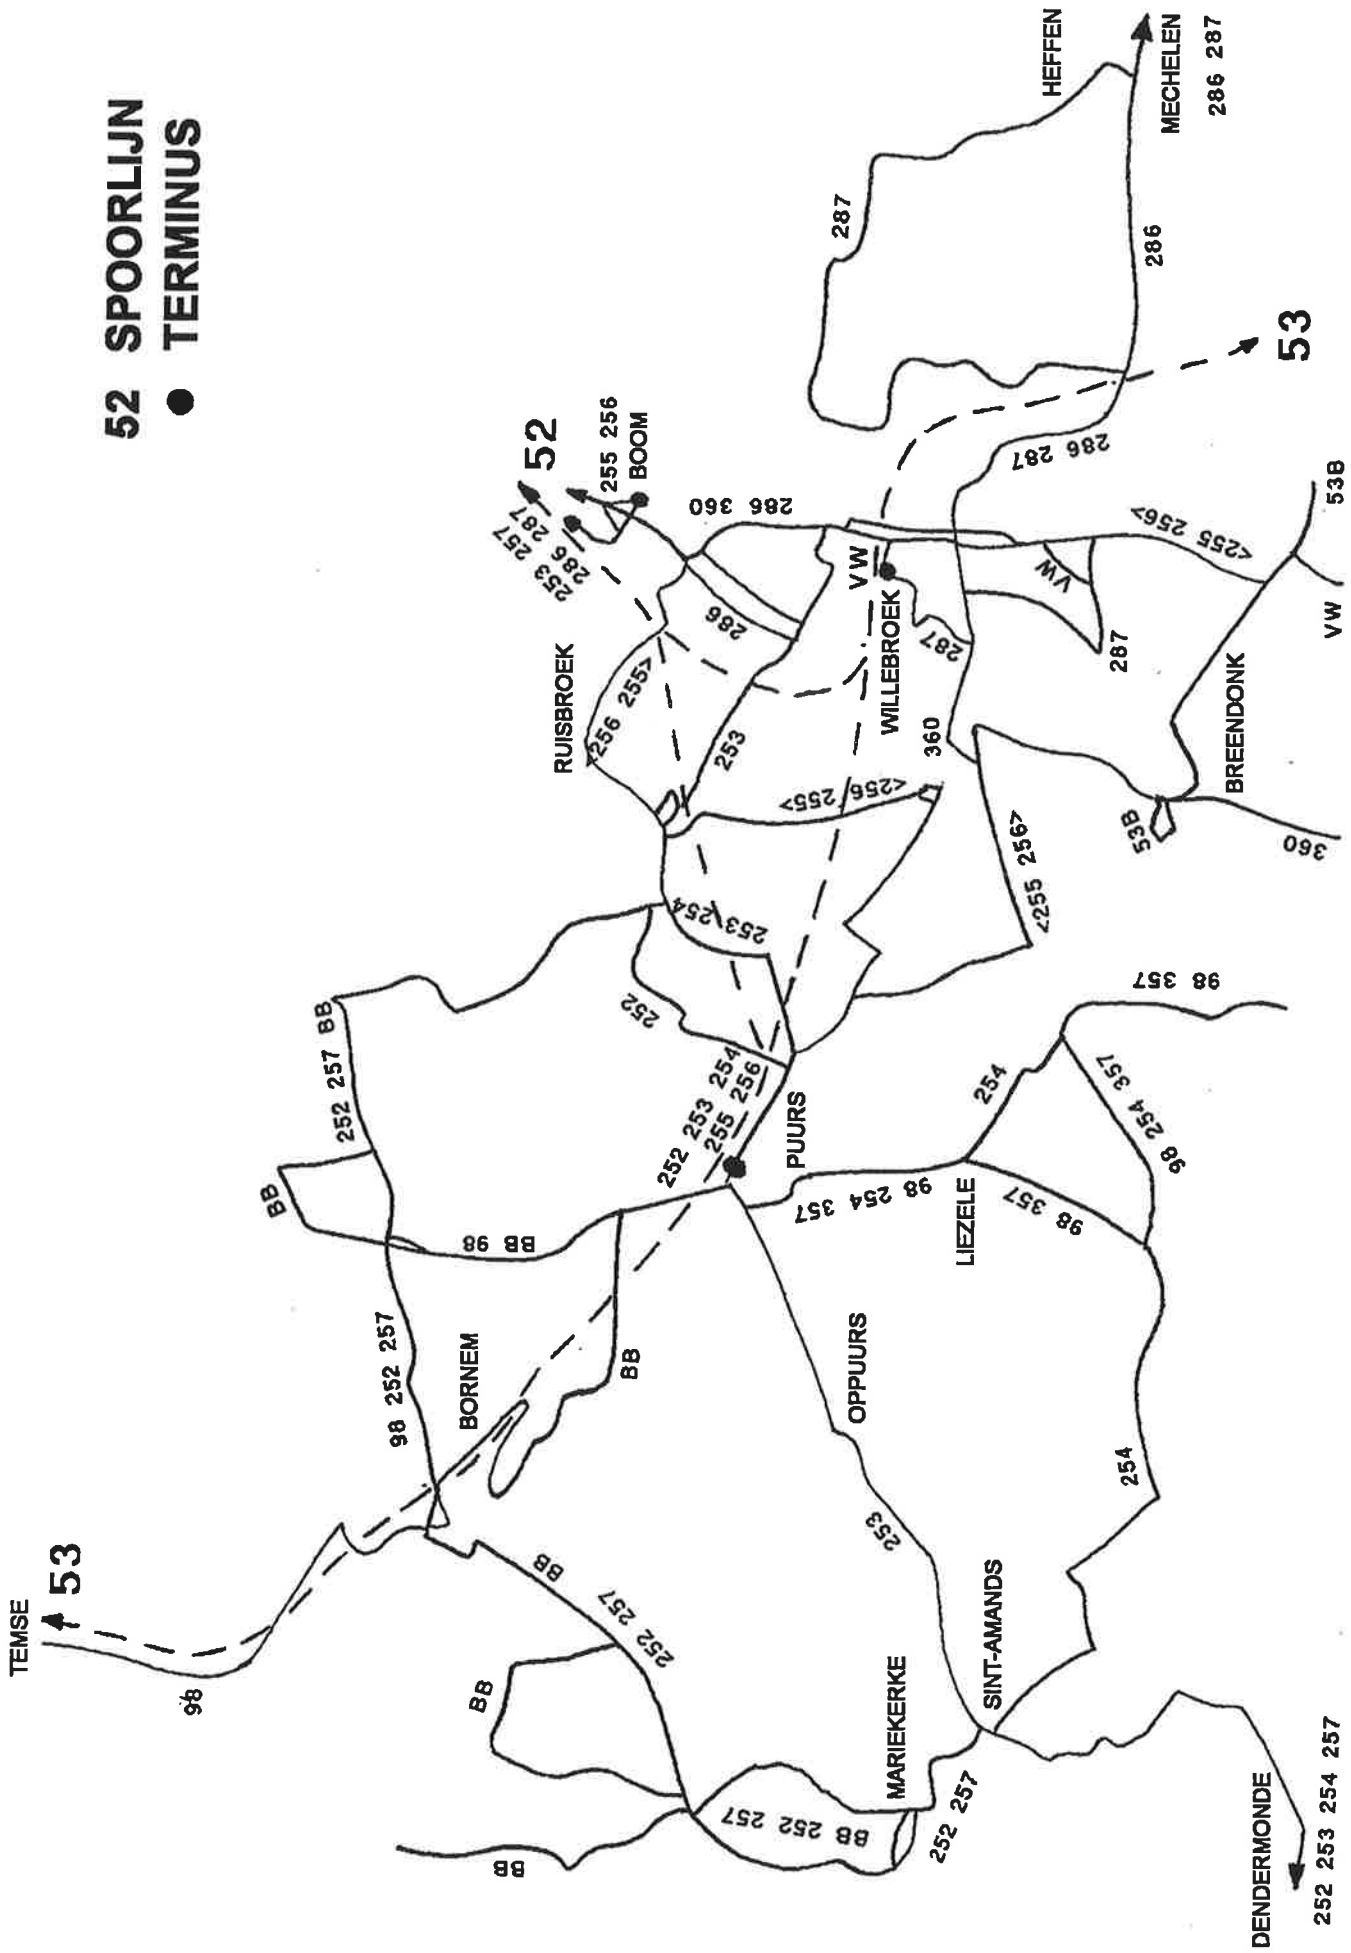 52 SPOORLIJN
● TERMINUS
TEMSE
53
98
BB
BB
BB
252 257
BB 252 257
MARIEKERKE
252 257
SINT-AMANDS
DENDERMONDE
252 253 254 257
253
OPPUURS
254
BORNEM
98 252 257
BB
BB 98
BB
252 257
BB
252 253 254
255 256
PUURS
98 254 357
LIEZELE
98 357
254
98 254 357
98 357
252
253 254
RUISBROEK
<256 255>
253
286
255> <256
<255 256>
360
WILLEBROEK
VW
287
VW
287
<255 256>
53B
BREENDONK
360
VW
53B
253 257
286 287
52
255 256
BOOM
286 360
286 287
53
287
286
HEFFEN
MECHELEN
286 287